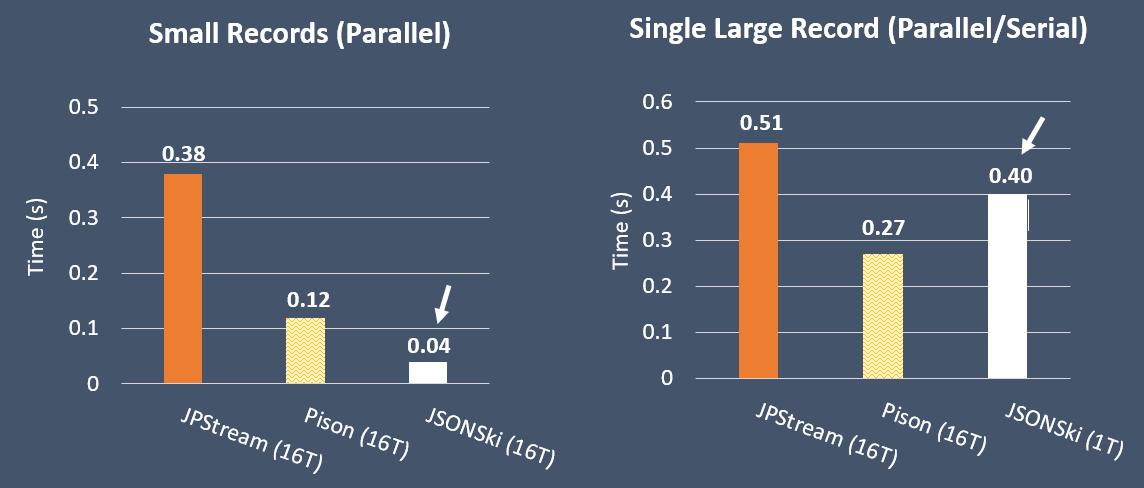 Small Records (Parallel)
0.5
0.4
0.3
0.2
0.1
0
Time (s)
0.38
0.12
0.04
JPStream (16T)
Pison (16T)
JSONSki (16T)
Single Large Record (Parallel/Serial)
0.6
0.5
0.4
0.3
0.2
0.1
0
Time (s)
0.51
0.27
0.40
JPStream (16T)
Pison (16T)
JSONSki (1T)